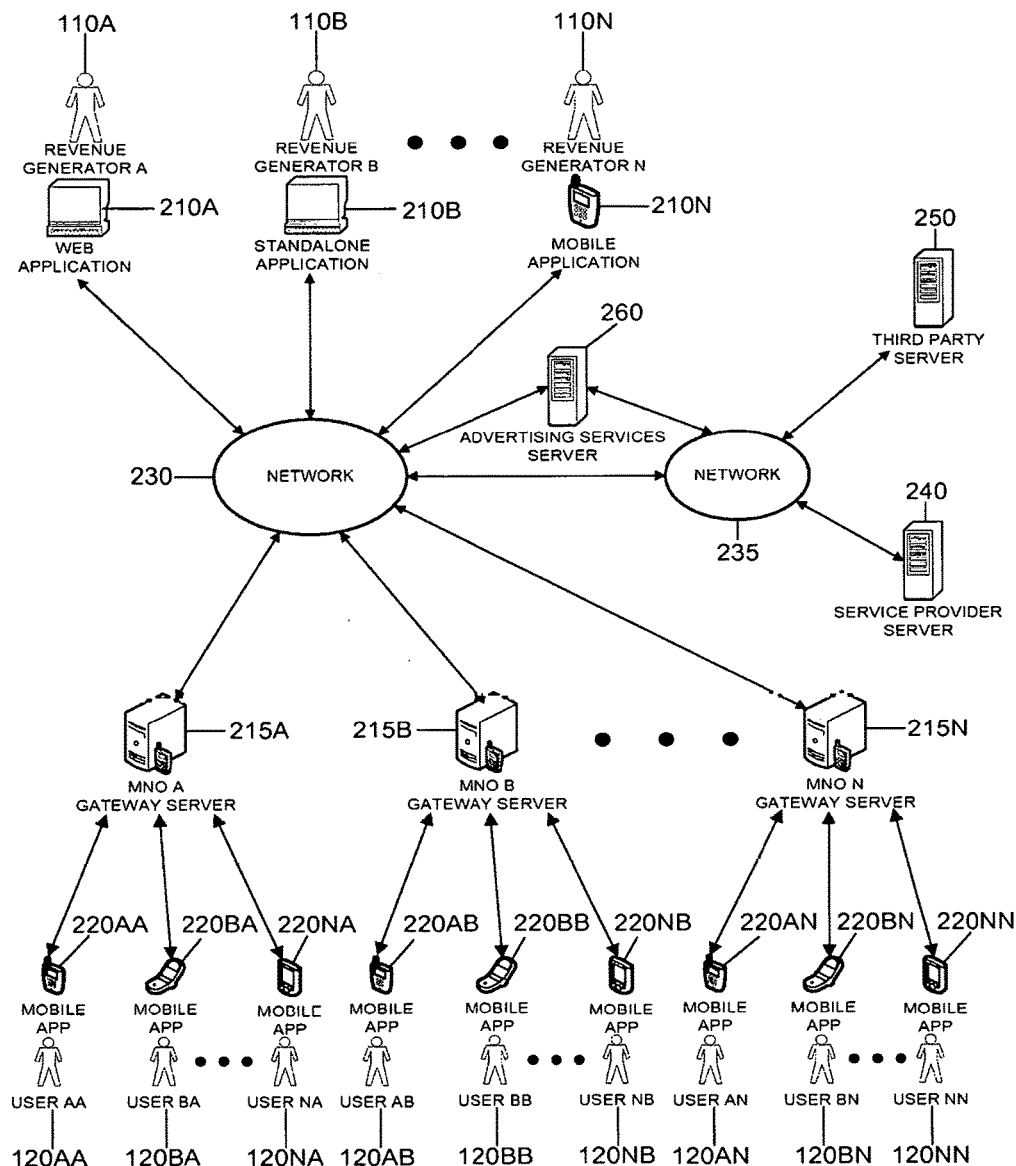 110A 110B 110N
REVENUE GENERATOR A
REVENUE GENERATOR B
REVENUE GENERATOR N
210A 210B 210N
WEB APPLICATION
STANDALONE APPLICATION
MOBILE APPLICATION
250
THIRD PARTY SERVER
260
ADVERTISING SERVICES SERVER
230
NETWORK
NETWORK
235
240
SERVICE PROVIDER SERVER
215A 215B 215N
MNO A GATEWAY SERVER
MNO B GATEWAY SERVER
MNO N GATEWAY SERVER
220AA 220BA 220NA 220AB 220BB 220NB 220AN 220BN 220NN
MOBILE APP
MOBILE APP
MOBILE APP
MOBILE APP
MOBILE APP
MOBILE APP
MOBILE APP
MOBILE APP
MOBILE APP
USER AA USER BA USER NA USER AB USER BB USER NB USER AN USER BN USER NN
120AA 120BA 120NA 120AB 120BB 120NB 120AN 120BN 120NN